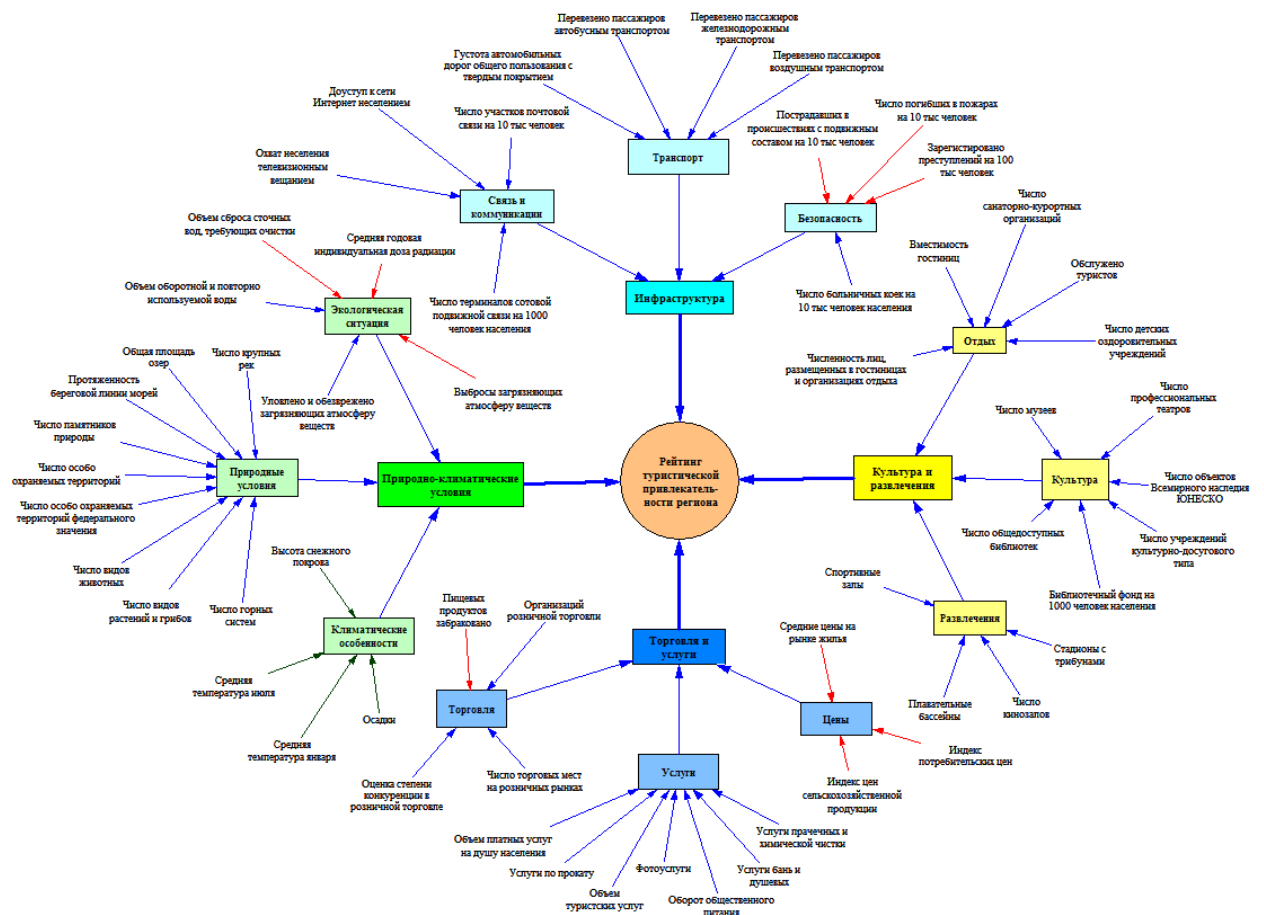 Перевезено пассажиров
автобусным транспортом
Перевезено пассажиров
железнодорожным
транспортом
Густота автомобильных
дорог общего пользования с
твердым покрытием
Перевезено пассажиров
воздушным транспортом
Транспорт
Доуступ к сети
Интернет неселением
Число участков почтовой
связи на 10 тыс человек
Охват неселения
телевизионным
вещанием
Связь и
коммуникации
Число терминалов сотовой
подвижной связи на 1000
человек населения
Пострадавших в
происшествиях с подвижным
составом на 10 тыс человек
Число погибших в пожарах
на 10 тыс человек
Зарегистировано
преступлений на 100
тыс человек
Безопасность
Число больничных коек на
10 тыс человек населения
Инфраструктура
Объем сброса сточных
вод, требующих очистки
Средняя годовая
индивидуальная доза радиации
Объем оборотной и повторно
используемой воды
Экологическая
ситуация
Уловлено и обезврежено
загрязняющих атмосферу
веществ
Выбросы загрязняющих
атмосферу веществ
Число
санаторно-курортных
организаций
Вместимость
гостиниц
Обслужено
туристов
Отдых
Число детских
оздоровительных
учреждений
Численность лиц,
размещенных в гостиницах
и организациях отдыха
Общая площадь
озер
Число крупных
рек
Протяженность
береговой линии морей
Число памятников
природы
Число особо
охраняемых территорий
Число особо охраняемых
территорий федерального
значения
Число видов
животных
Число видов
растений и грибов
Число горных
систем
Природные
условия
Природно-климатические
условия
Рейтинг
туристической
привлекатель-
ности региона
Культура и
развлечения
Число музеев
Число
профессиональных
театров
Культура
Число объектов
Всемирного наследия
ЮНЕСКО
Число общедоступных
библиотек
Число учреждений
культурно-досугового
типа
Библиотечный фонд на
1000 человек населения
Высота снежного
покрова
Климатические
особенности
Средняя
температура июля
Средняя
температура января
Осадки
Спортивные
залы
Развлечения
Стадионы с
трибунами
Плавательные
бассейны
Число
кинозалов
Пищевых
продуктов
забраковано
Организаций
розничной торговли
Торговля
Оценка степени
конкуренции в
розничной торговле
Число торговых мест
на розничных рынках
Торговля и
услуги
Средние цены на
рынке жилья
Цены
Индекс
потребительских цен
Индекс цен
сельскохозяйственной
продукции
Услуги
Объем платных услуг
на душу населения
Услуги по прокату
Объем
туристских услуг
Фотоуслуги
Оборот общественного
питания
Услуги бань и
душевых
Услуги прачечных и
химической чистки